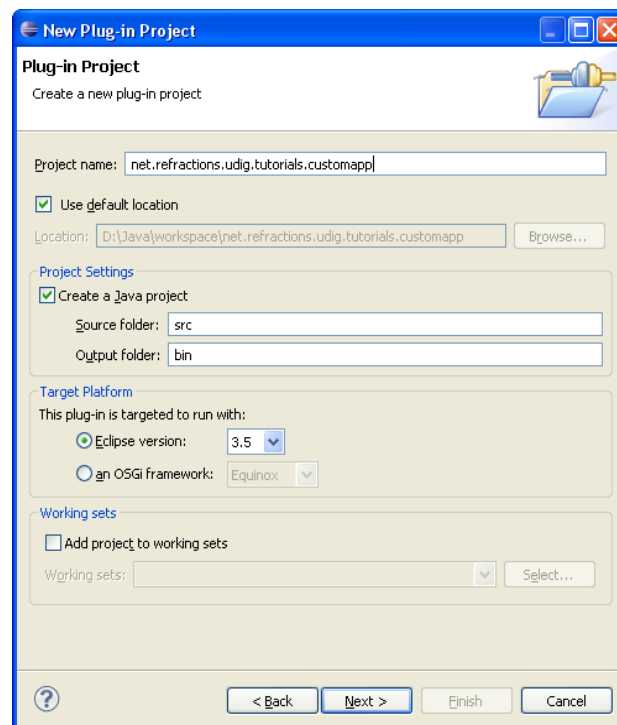 New Plug-in Project
Plug-in Project
Create a new plug-in project
Project name: net.refractions.udig.tutorials.customapp
Use default location
Location: D:\Java\workspace\net.refractions.udig.tutorials.customapp Browse...
Project Settings
Create a Java project
Source folder: src
Output folder: bin
Target Platform
This plug-in is targeted to run with:
Eclipse version: 3.5
an OSGi framework: Equinox
Working sets
Add project to working sets
Working sets: Select...
? < Back Next > Finish Cancel